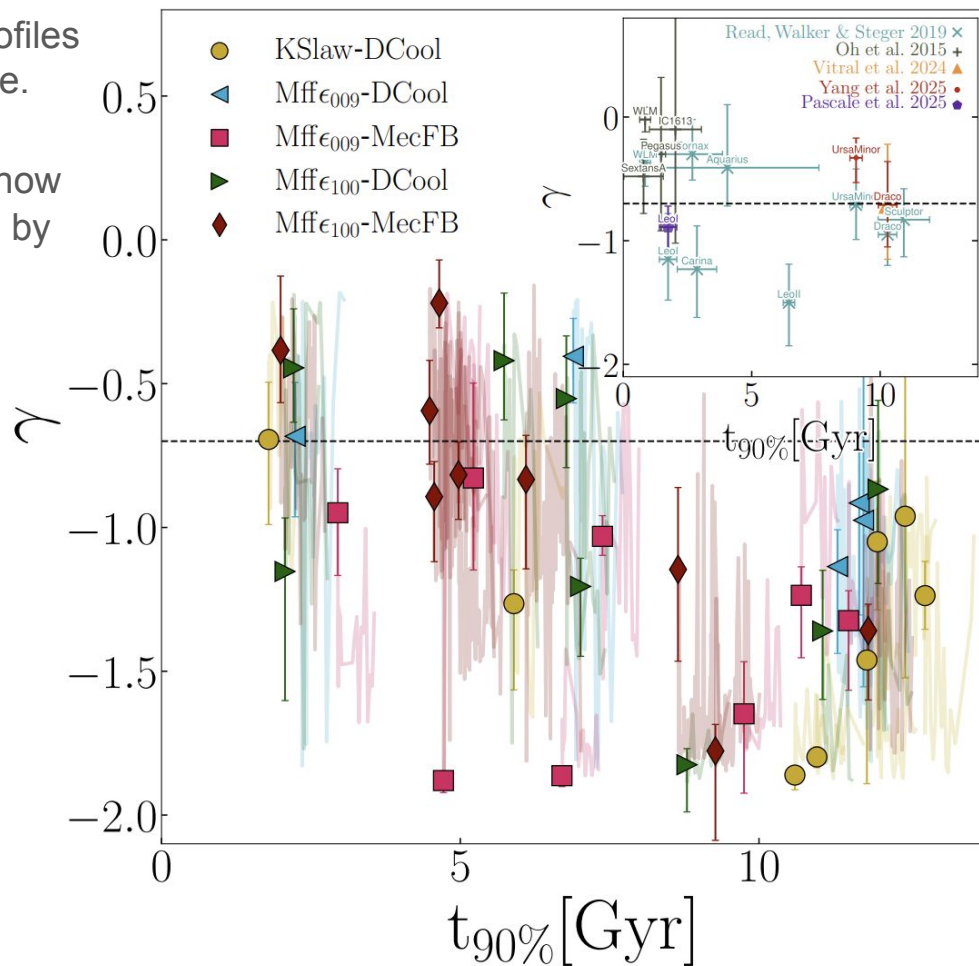 ofiles
e.
now
by
KSlaw-DCool
Mffϵ₀₀₉-DCool
Mffϵ₀₀₉-MecFB
Mffϵ₁₀₀-DCool
Mffϵ₁₀₀-MecFB
Read, Walker & Steger 2019
Oh et al. 2015
Vitral et al. 2024
Yang et al. 2025
Pascale et al. 2025
WLM
IC1613
Pegasus
ornax
WLM
Aquarius
SextansA
UrsaMinor
UrsaMin
Draco
Sculptor
Draco
LeoI
LeoI
Carina
LeoII
0
−1
−2
γ
0
5
10
t₉₀%[Gyr]
0.5
0.0
−0.5
−1.0
−1.5
−2.0
γ
0
5
10
t₉₀%[Gyr]